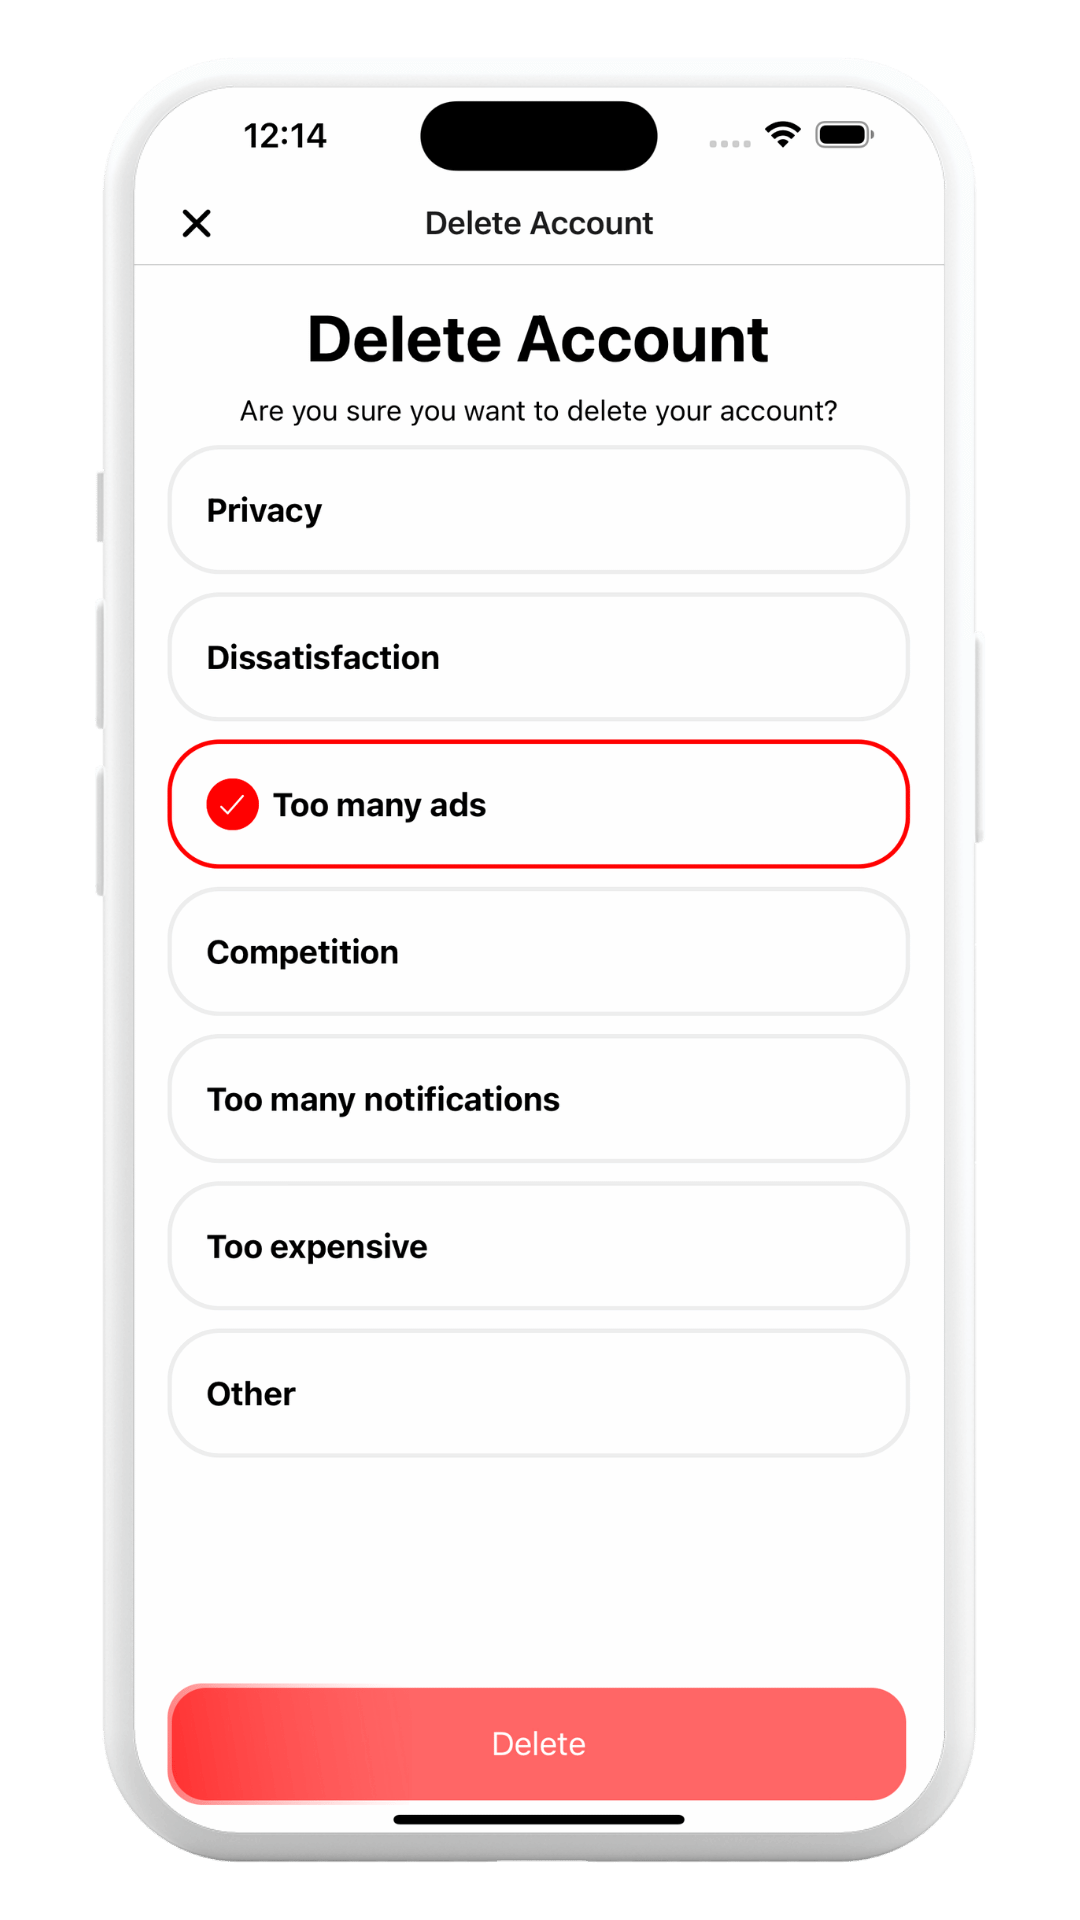 12:14
Delete Account
Delete Account
Are you sure you want to delete your account?
Privacy
Dissatisfaction
Too many ads
Competition
Too many notifications
Too expensive
Other
Delete